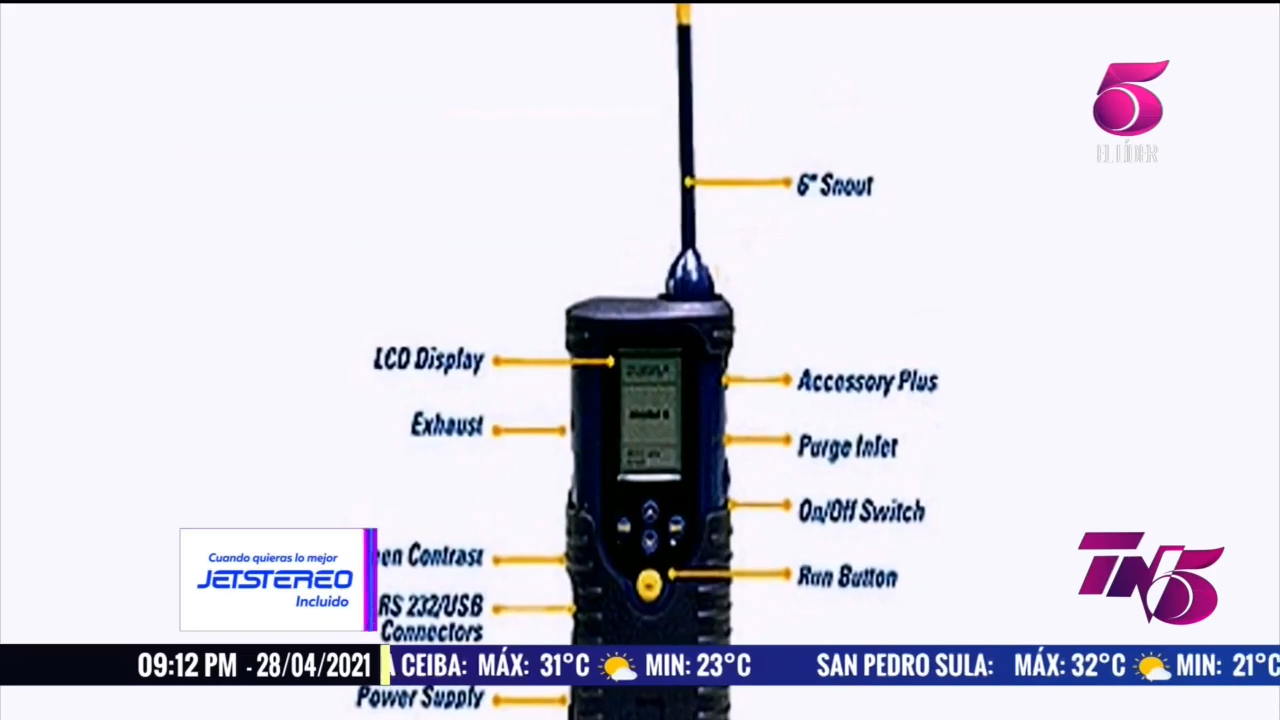 5
EL LÍDER
6" Snout
LCD Display
Accessory Plus
Exhaust
Purge Inlet
On/Off Switch
en Contrast
Run Button
RS 232/USB
Connectors
Cuando quieras lo mejor
JETSTEREO
Incluido
TN5
09:12 PM - 28/04/2021
A CEIBA: MÁX: 31°C MIN: 23°C SAN PEDRO SULA: MÁX: 32°C MIN: 21°C
Power Supply